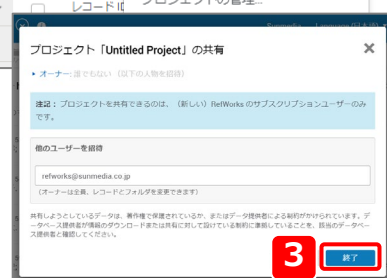 レコード
プロジェクトの管理...
Sunmedia
Language (日本語)
プロジェクト「Untitled Project」の共有
オーナー: 誰でもない (以下の人物を招待)
注記: プロジェクトを共有できるのは、(新しい) RefWorks のサブスクリプションユーザーのみ
です。
他のユーザーを招待
refworks@sunmedia.co.jp
(オーナーは全員、レコードとフォルダを変更できます)
共有しようとしているデータは、著作権で保護されているか、またはデータ提供者による制約がかけられています。デ
ータベース提供者が情報のダウンロードまたは共有に対して設けている制約に準拠していることを、該当のデータベー
ス提供者と確認してください。
3
終了